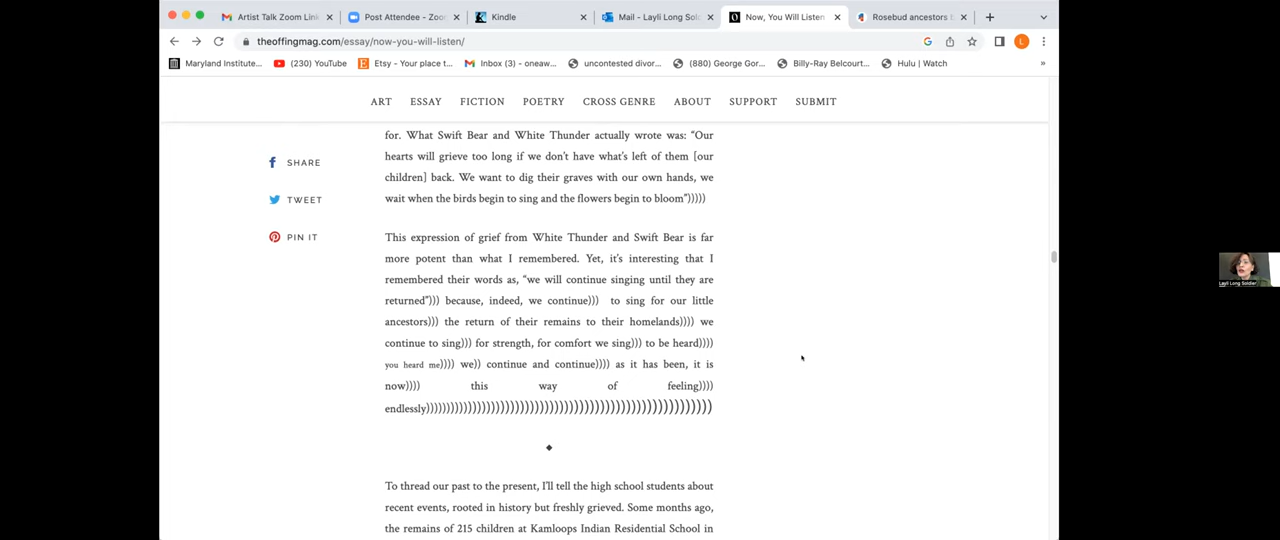 Artist Talk Zoom Link
Post Attendee - Zoo
Kindle
Mail - Layli Long Sol
Now, You Will Listen
Rosebud ancestors
theoffingmag.com/essay/now-you-will-listen/
L
Maryland Institute...
(230) YouTube
Etsy - Your place t...
Inbox (3) - oneaw...
uncontested divor...
(880) George Gor...
Billy-Ray Belcourt...
Hulu | Watch
»
ART
ESSAY
FICTION
POETRY
CROSS GENRE
ABOUT
SUPPORT
SUBMIT
SHARE
TWEET
PIN IT
for. What Swift Bear and White Thunder actually wrote was: “Our
hearts will grieve too long if we don’t have what’s left of them [our
children] back. We want to dig their graves with our own hands, we
wait when the birds begin to sing and the flowers begin to bloom”)))))
This expression of grief from White Thunder and Swift Bear is far
more potent than what I remembered. Yet, it’s interesting that I
remembered their words as, “we will continue singing until they are
returned”))) because, indeed, we continue))) to sing for our little
ancestors))) the return of their remains to their homelands)))) we
continue to sing))) for strength, for comfort we sing))) to be heard))))
you heard me)))) we)) continue and continue)))) as it has been, it is
now)))) this way of feeling))))
endlessly))))))))))))))))))))))))))))))))))))))))))))))))
◆
To thread our past to the present, I’ll tell the high school students about
recent events, rooted in history but freshly grieved. Some months ago,
the remains of 215 children at Kamloops Indian Residential School in
Layli Long Soldier